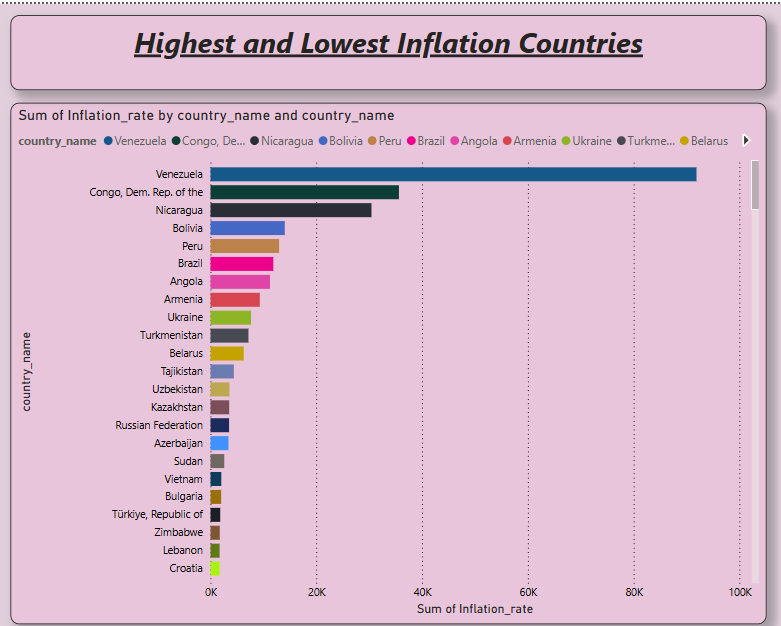 Highest and Lowest Inflation Countries
Sum of Inflation_rate by country_name and country_name
country_name Venezuela Congo, De... Nicaragua Bolivia Peru Brazil Angola Armenia Ukraine Turkme... Belarus
Venezuela
Congo, Dem. Rep. of the
Nicaragua
Bolivia
Peru
Brazil
Angola
Armenia
Ukraine
Turkmenistan
Belarus
Tajikistan
Uzbekistan
Kazakhstan
Russian Federation
Azerbaijan
Sudan
Vietnam
Bulgaria
Türkiye, Republic of
Zimbabwe
Lebanon
Croatia
country_name
0K 20K 40K 60K 80K 100K
Sum of Inflation_rate